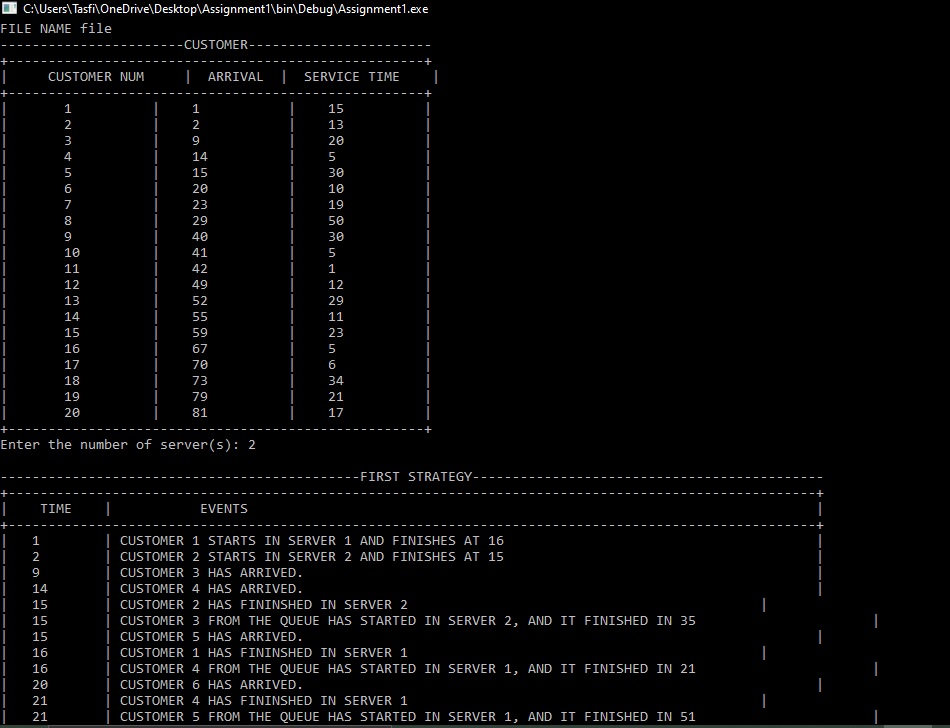 C:\Users\Tasfi\OneDrive\Desktop\Assignment1\bin\Debug\Assignment1.exe
FILE NAME file
-----------------------CUSTOMER-----------------------
+----------------------------------------------------+
|     CUSTOMER NUM     |  ARRIVAL  |  SERVICE TIME    |
+----------------------------------------------------+
|       1          |    1           |    15          |
|       2          |    2           |    13          |
|       3          |    9           |    20          |
|       4          |    14          |    5           |
|       5          |    15          |    30          |
|       6          |    20          |    10          |
|       7          |    23          |    19          |
|       8          |    29          |    50          |
|       9          |    40          |    30          |
|       10         |    41          |    5           |
|       11         |    42          |    1           |
|       12         |    49          |    12          |
|       13         |    52          |    29          |
|       14         |    55          |    11          |
|       15         |    59          |    23          |
|       16         |    67          |    5           |
|       17         |    70          |    6           |
|       18         |    73          |    34          |
|       19         |    79          |    21          |
|       20         |    81          |    17          |
+----------------------------------------------------+
Enter the number of server(s): 2
---------------------------------------------FIRST STRATEGY--------------------------------------------
+-----------------------------------------------------------------------------------------------------+
|    TIME    |           EVENTS                                                                       |
+-----------------------------------------------------------------------------------------------------+
|   1        | CUSTOMER 1 STARTS IN SERVER 1 AND FINISHES AT 16                                       |
|   2        | CUSTOMER 2 STARTS IN SERVER 2 AND FINISHES AT 15                                       |
|   9        | CUSTOMER 3 HAS ARRIVED.                                                                |
|   14       | CUSTOMER 4 HAS ARRIVED.                                                                |
|   15       | CUSTOMER 2 HAS FININSHED IN SERVER 2                                            |
|   15       | CUSTOMER 3 FROM THE QUEUE HAS STARTED IN SERVER 2, AND IT FINISHED IN 35                      |
|   15       | CUSTOMER 5 HAS ARRIVED.                                                                |
|   16       | CUSTOMER 1 HAS FININSHED IN SERVER 1                                            |
|   16       | CUSTOMER 4 FROM THE QUEUE HAS STARTED IN SERVER 1, AND IT FINISHED IN 21                      |
|   20       | CUSTOMER 6 HAS ARRIVED.                                                                |
|   21       | CUSTOMER 4 HAS FININSHED IN SERVER 1                                            |
|   21       | CUSTOMER 5 FROM THE QUEUE HAS STARTED IN SERVER 1, AND IT FINISHED IN 51                      |